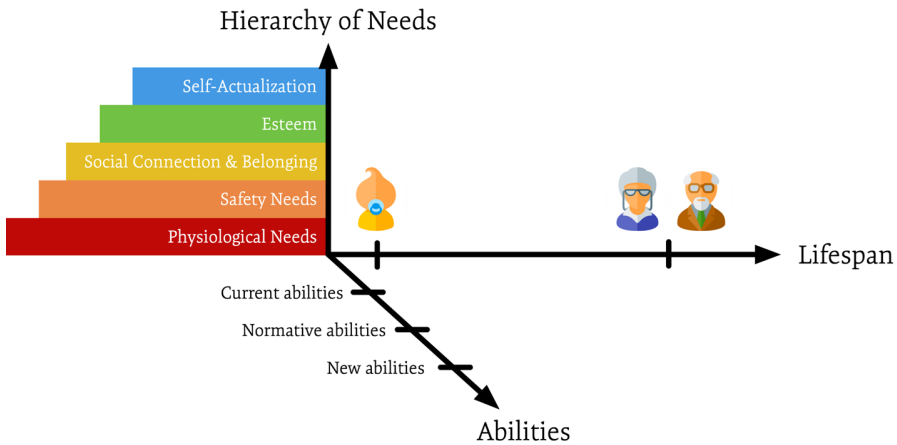 Hierarchy of Needs
Self-Actualization
Esteem
Social Connection & Belonging
Safety Needs
Physiological Needs
Lifespan
Current abilities
Normative abilities
New abilities
Abilities